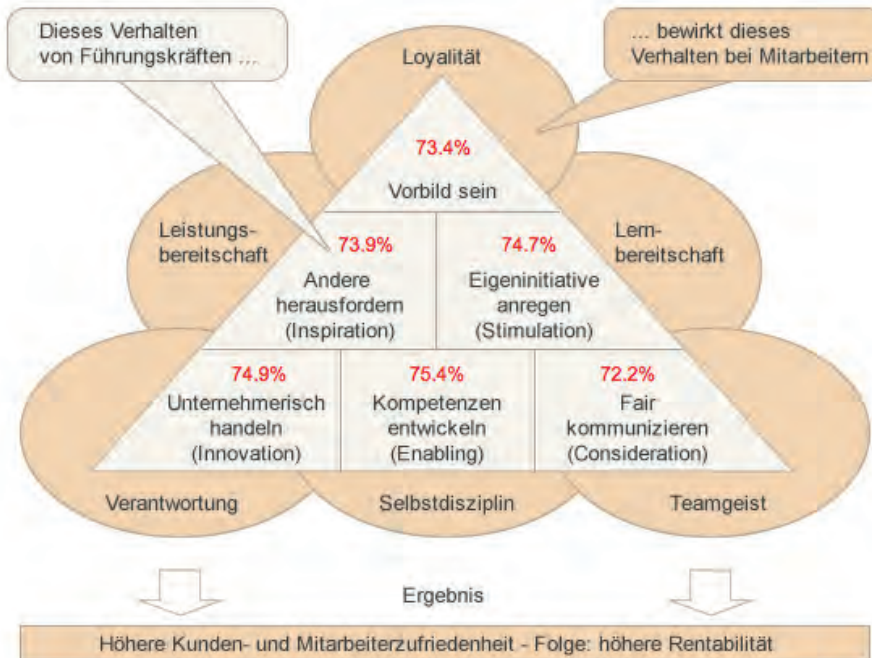 Dieses Verhalten
von Führungskräften ...
... bewirkt dieses
Verhalten bei Mitarbeitern
Loyalität
73.4%
Vorbild sein
Leistungs-
bereitschaft
Lern-
bereitschaft
73.9%
Andere
herausfordern
(Inspiration)
74.7%
Eigeninitiative
anregen
(Stimulation)
74.9%
Unternehmerisch
handeln
(Innovation)
75.4%
Kompetenzen
entwickeln
(Enabling)
72.2%
Fair
kommunizieren
(Consideration)
Verantwortung
Selbstdisziplin
Teamgeist
Ergebnis
Höhere Kunden- und Mitarbeiterzufriedenheit - Folge: höhere Rentabilität